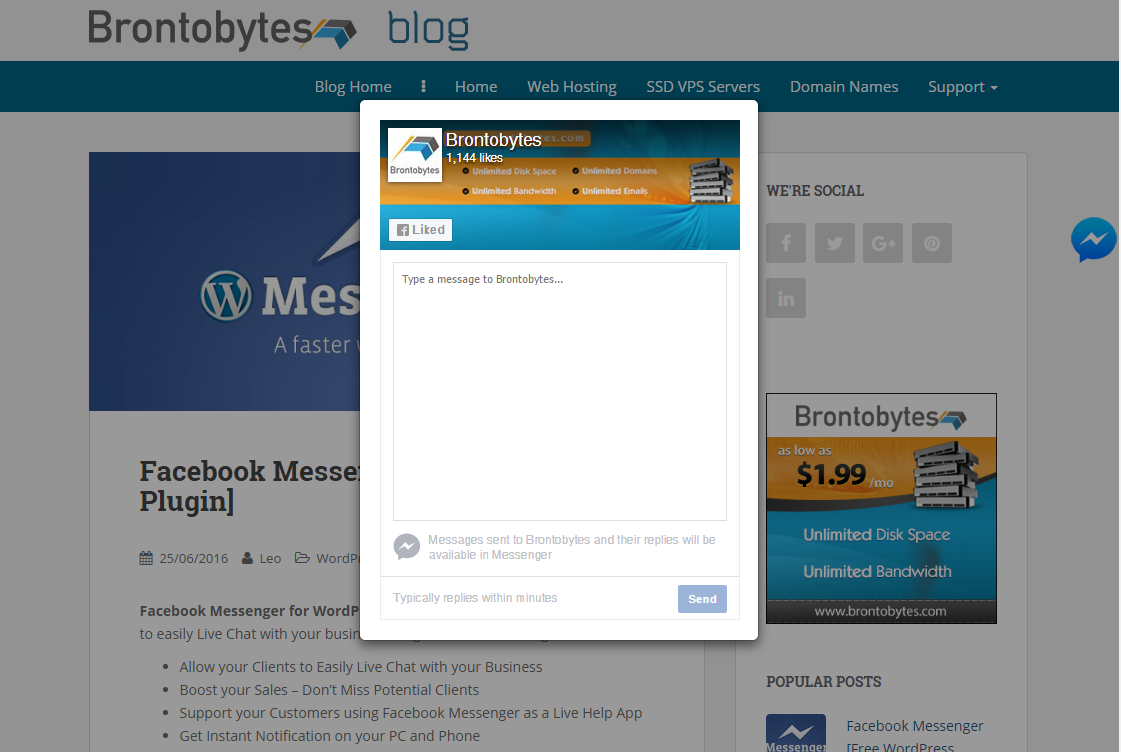 Brontobytes blog
Blog Home Home Web Hosting SSD VPS Servers Domain Names Support
Brontobytes
Brontobytes
1,144 likes
Unlimited Disk Space Unlimited Domains
Unlimited Bandwidth Unlimited Emails
Liked
Type a message to Brontobytes...
Messages sent to Brontobytes and their replies will be
available in Messenger
Typically replies within minutes Send
Mes
A faster
Facebook Messen
Plugin]
25/06/2016 Leo WordPr
Facebook Messenger for WordP
to easily Live Chat with your busin
Allow your Clients to Easily Live Chat with your Business
Boost your Sales – Don't Miss Potential Clients
Support your Customers using Facebook Messenger as a Live Help App
Get Instant Notification on your PC and Phone
WE'RE SOCIAL
Brontobytes
as low as
$1.99 /mo
Unlimited Disk Space
Unlimited Bandwidth
www.brontobytes.com
POPULAR POSTS
Messenger
Facebook Messenger
[Free WordPress